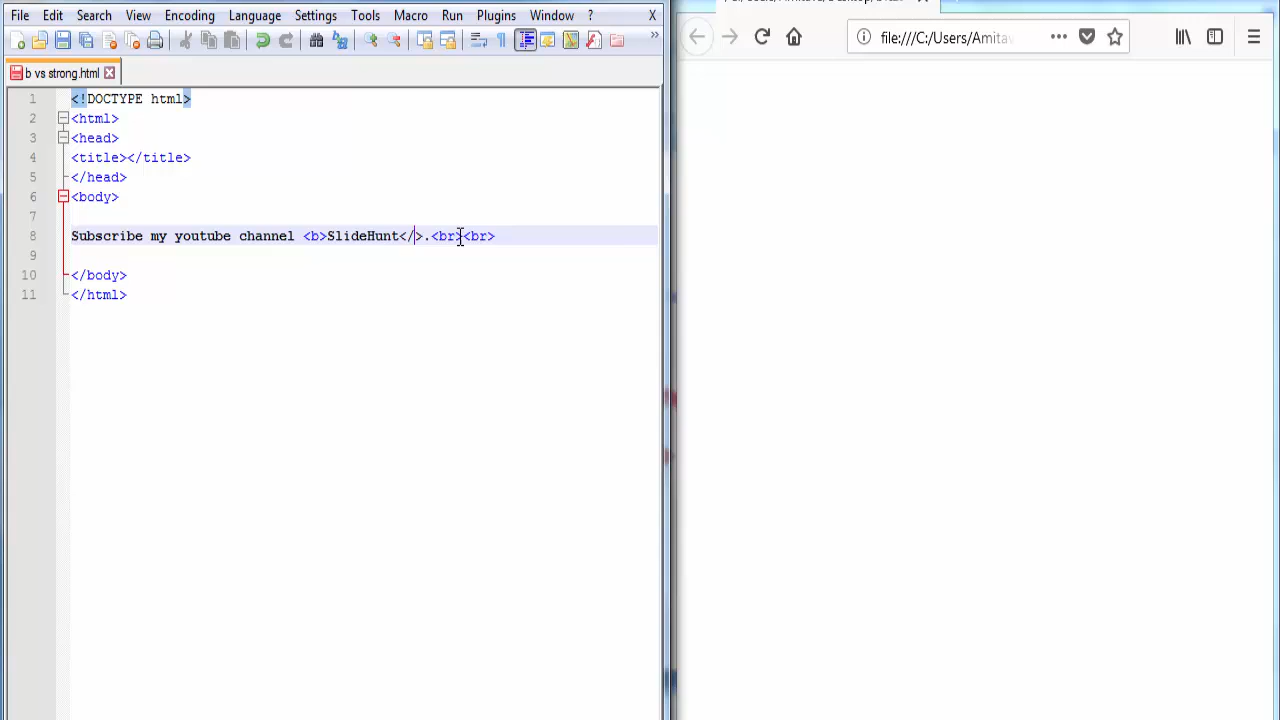 File Edit Search View Encoding Language Settings Tools Macro Run Plugins Window ? X
b vs strong.html
file:///C:/Users/Amitav
1 <!DOCTYPE html>
2 <html>
3 <head>
4 <title></title>
5 </head>
6 <body>
7
8 Subscribe my youtube channel <b>SlideHunt</>.<br><br>
9
10 </body>
11 </html>